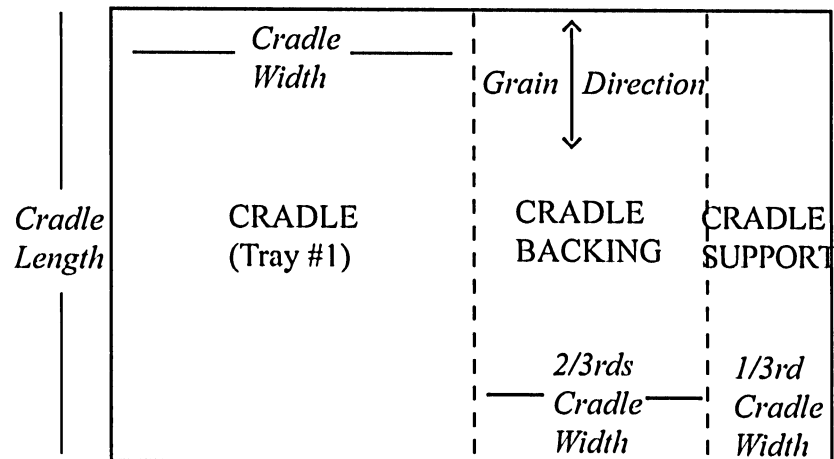 Cradle
Width
Grain Direction
Cradle
Length
CRADLE
(Tray #1)
CRADLE
BACKING
CRADLE
SUPPORT
2/3rds
Cradle
Width
1/3rd
Cradle
Width